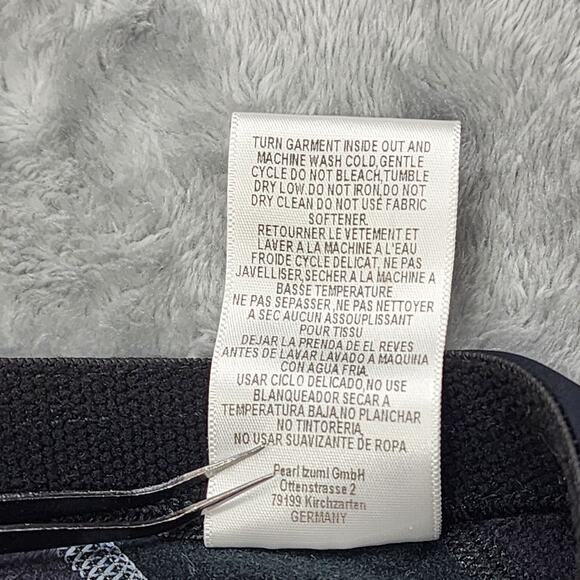 TURN GARMENT INSIDE OUT AND
MACHINE WASH COLD,GENTLE
CYCLE DO NOT BLEACH,TUMBLE
DRY LOW.DO NOT IRON,DO NOT
DRY CLEAN DO NOT USE FABRIC
SOFTENER.
RETOURNER LE VETEMENT ET
LAVER A LA MACHINE A L'EAU
FROIDE CYCLE DELICAT, NE PAS
JAVELLISER,SECHER A LA MACHINE A
BASSE TEMPERATURE
NE PAS SEPASSER,NE PAS NETTOYER
A SEC AUCUN ASSOUPLISSANT
POUR TISSU
DEJAR LA PRENDA DE EL REVES
ANTES DE LAVAR LAVADO A MAQUINA
CON AGUA FRIA,
USAR CICLO DELICADO,NO USE
BLANQUEADOR SECAR A
TEMPERATURA BAJA,NO PLANCHAR
NO TINTORERIA
NO USAR SUAVIZANTE DE ROPA
Pearl Izumi GmbH
Ottenstrasse 2
79199 Kirchzarten
GERMANY